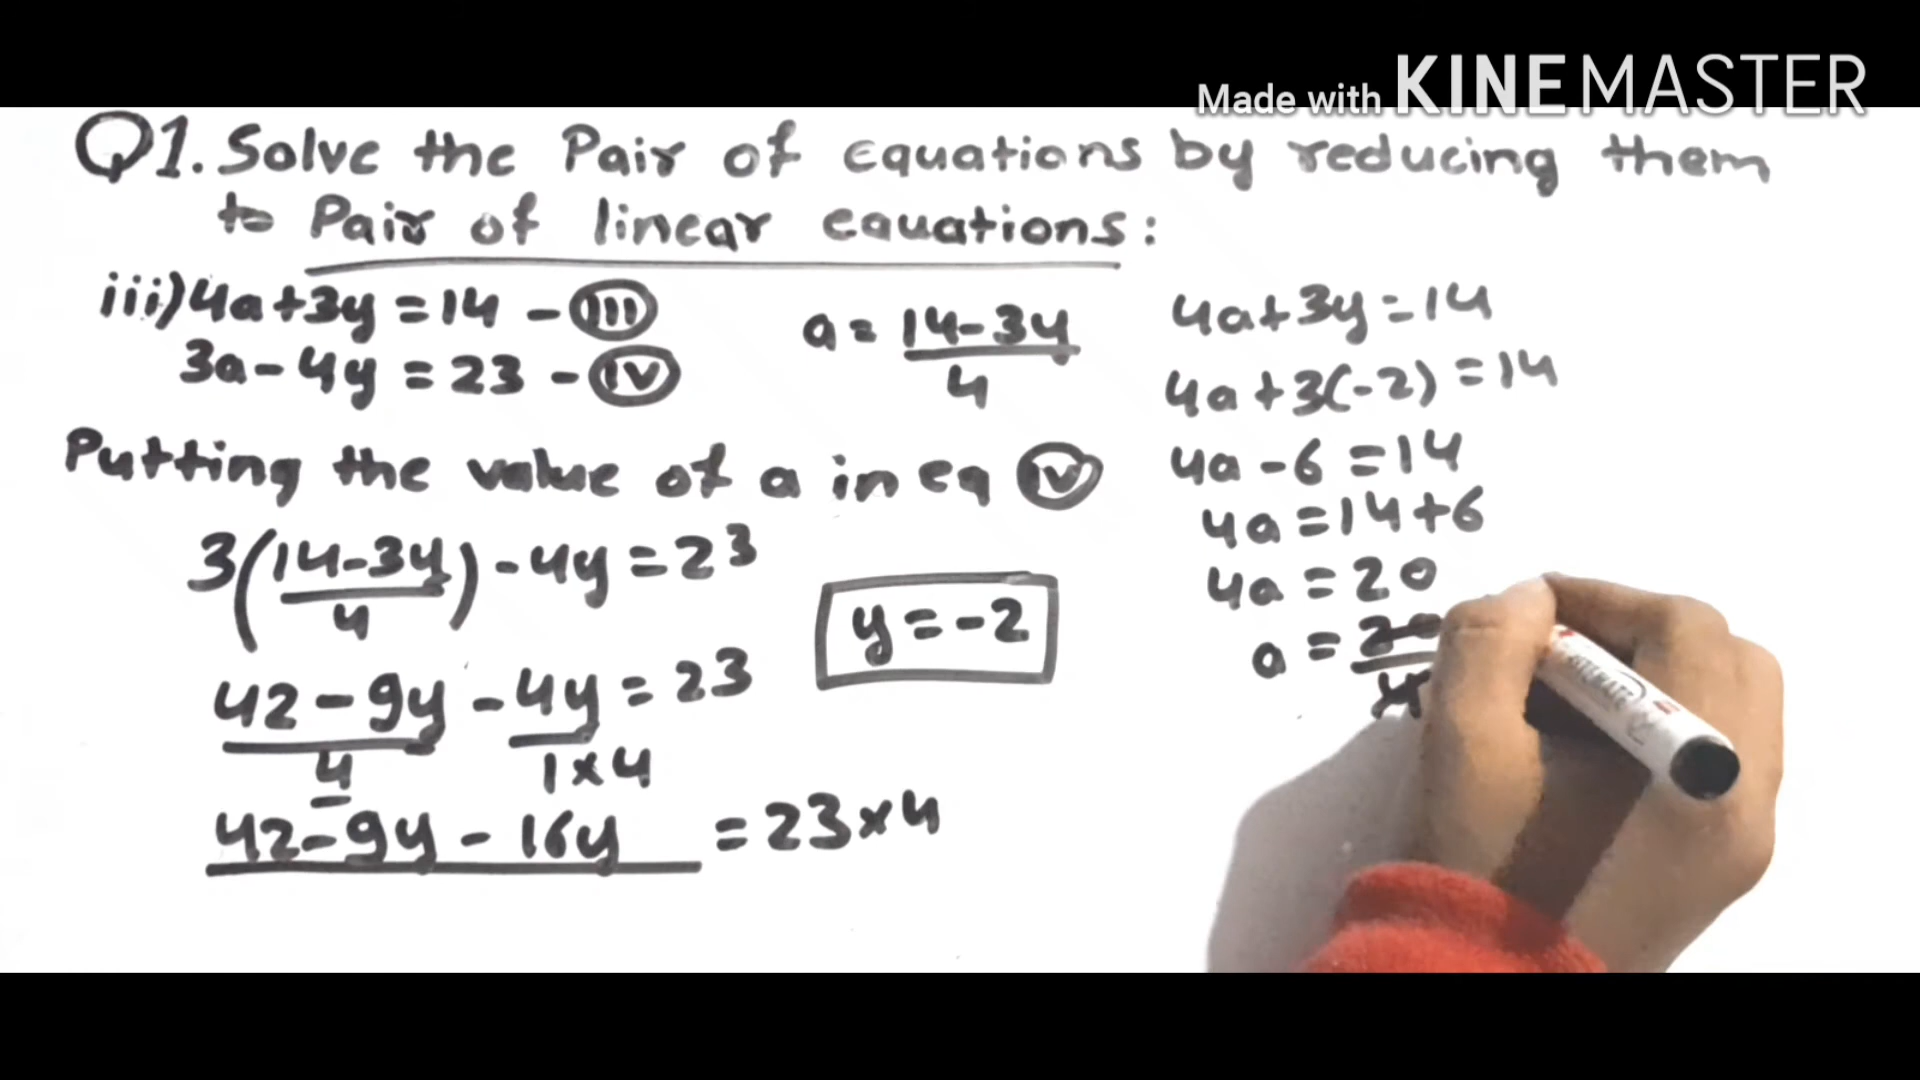 Made with KINEMASTER
Q1. Solve the Pair of Equations by reducing them
to Pair of linear equations:
iii) 4a+3y=14 - (III)
3a-4y=23 - (IV)
a = 14-3y
4
Putting the value of a in eq (IV)
3(14-3y)-4y=23
4
42-9y - 4y = 23
4 1×4
42-9y-16y = 23×4
y=-2
4a+3y=14
4a+3(-2)=14
4a-6=14
4a=14+6
4a=20
a=20
4